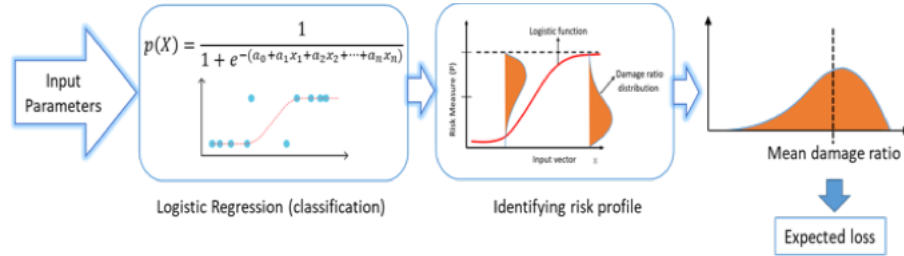 Input
Parameters
p(X) = 1 / (1 + e^−(a₀+a₁x₁+a₂x₂+⋯+aₙxₙ))
Logistic Regression (classification)
Risk Measure (P)
Logistic function
Damage ratio
distribution
Input vector x
Identifying risk profile
Mean damage ratio
Expected loss